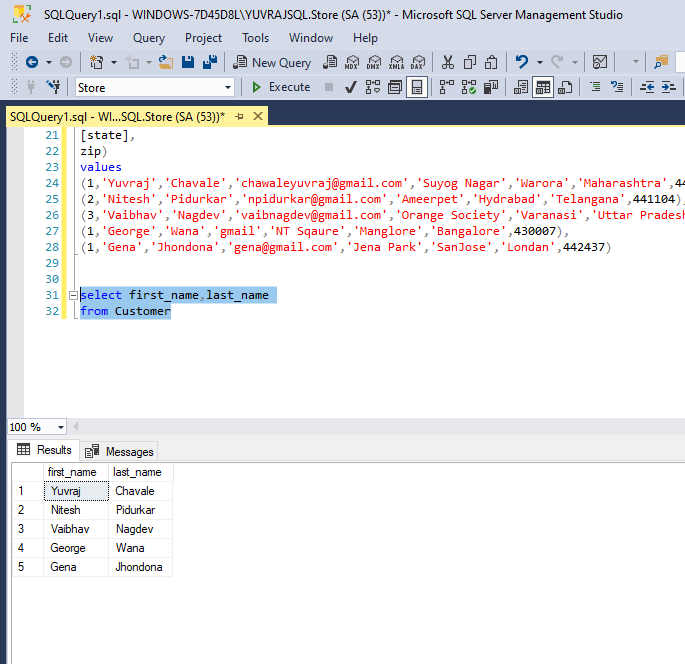 SQLQuery1.sql - WINDOWS-7D45D8L\YUVRAJSQL.Store (SA (53))* - Microsoft SQL Server Management Studio
File Edit View Query Project Tools Window Help
New Query MDX DMX XMLA DAX
Store Execute
SQLQuery1.sql - WI...SQL.Store (SA (53))*
21 [state],
22 zip)
23 values
24 (1,'Yuvraj','Chavale','chawaleyuvraj@gmail.com','Suyog Nagar','Warora','Maharashtra',44
25 (2,'Nitesh','Pidurkar','npidurkar@gmail.com','Ameerpet','Hydrabad','Telangana',441104),
26 (3,'Vaibhav','Nagdev','vaibnagdev@gmail.com','Orange Society','Varanasi','Uttar Pradesh
27 (1,'George','Wana','gmail','NT Sqaure','Manglore','Bangalore',430007),
28 (1,'Gena','Jhondona','gena@gmail.com','Jena Park','SanJose','Londan',442437)
29
30
31 select first_name,last_name
32 from Customer
100 %
Results Messages
first_name last_name
1 Yuvraj Chavale
2 Nitesh Pidurkar
3 Vaibhav Nagdev
4 George Wana
5 Gena Jhondona